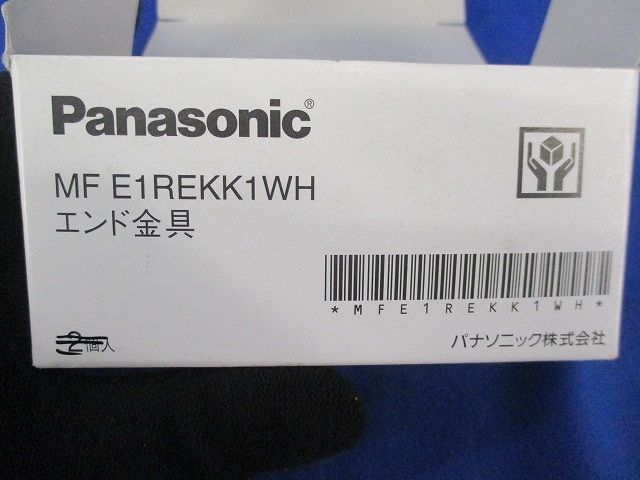 Panasonic®
MF E1REKK1WH
エンド金具
*MFE1REKK1WH*
2個入
パナソニック株式会社